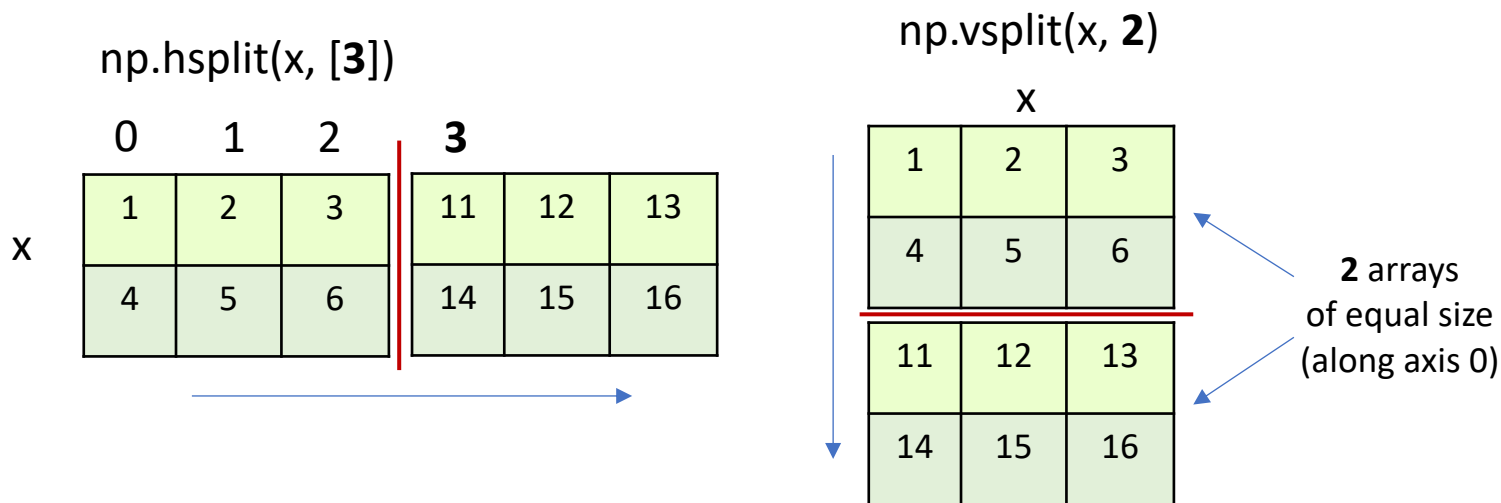 np.hsplit(x, [3])
0 1 2 3
x
1 2 3 11 12 13
4 5 6 14 15 16
np.vsplit(x, 2)
x
1 2 3
4 5 6
11 12 13
14 15 16
2 arrays
of equal size
(along axis 0)